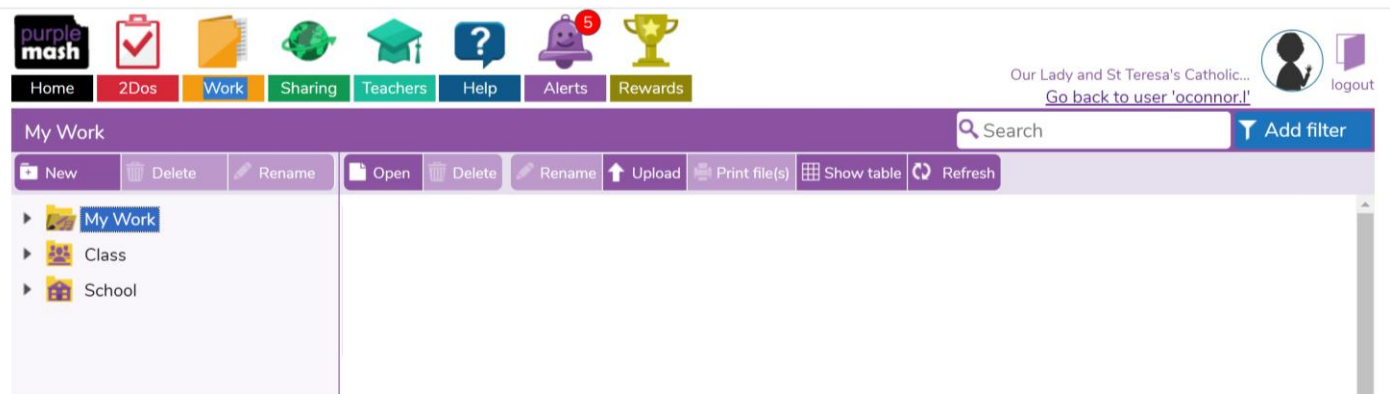 purple
mash
5
Home 2Dos Work Sharing Teachers Help Alerts Rewards
Our Lady and St Teresa's Catholic...
Go back to user 'oconnor.l'
logout
My Work
Search
Add filter
New Delete Rename Open Delete Rename Upload Print file(s) Show table Refresh
My Work
Class
School